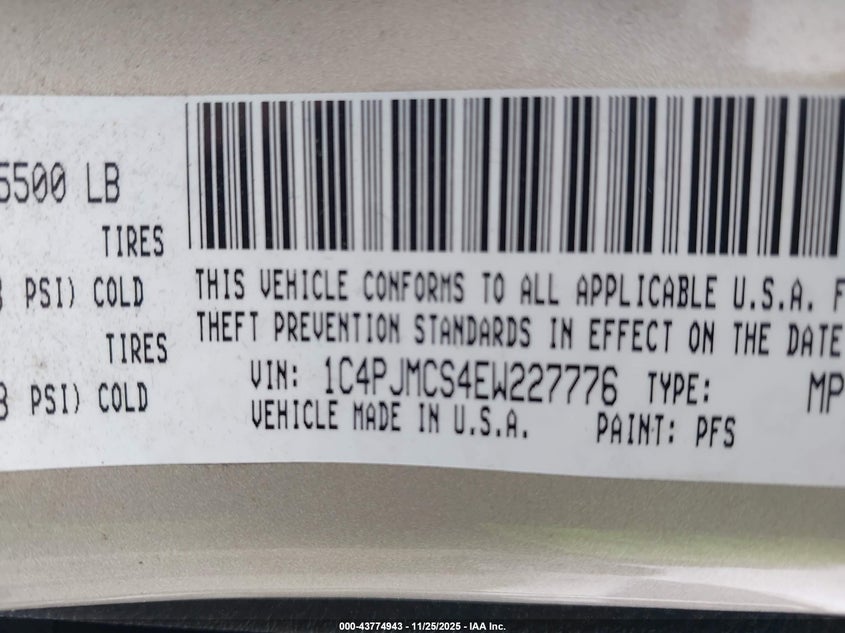 5500 LB
TIRES
PSI) COLD
TIRES
PSI) COLD
THIS VEHICLE CONFORMS TO ALL APPLICABLE U.S.A. F
THEFT PREVENTION STANDARDS IN EFFECT ON THE DATE
VIN: 1C4PJMCS4EW227776 TYPE: MP
VEHICLE MADE IN U.S.A. PAINT: PFS
000-43774943 - 11/25/2025 - IAA Inc.